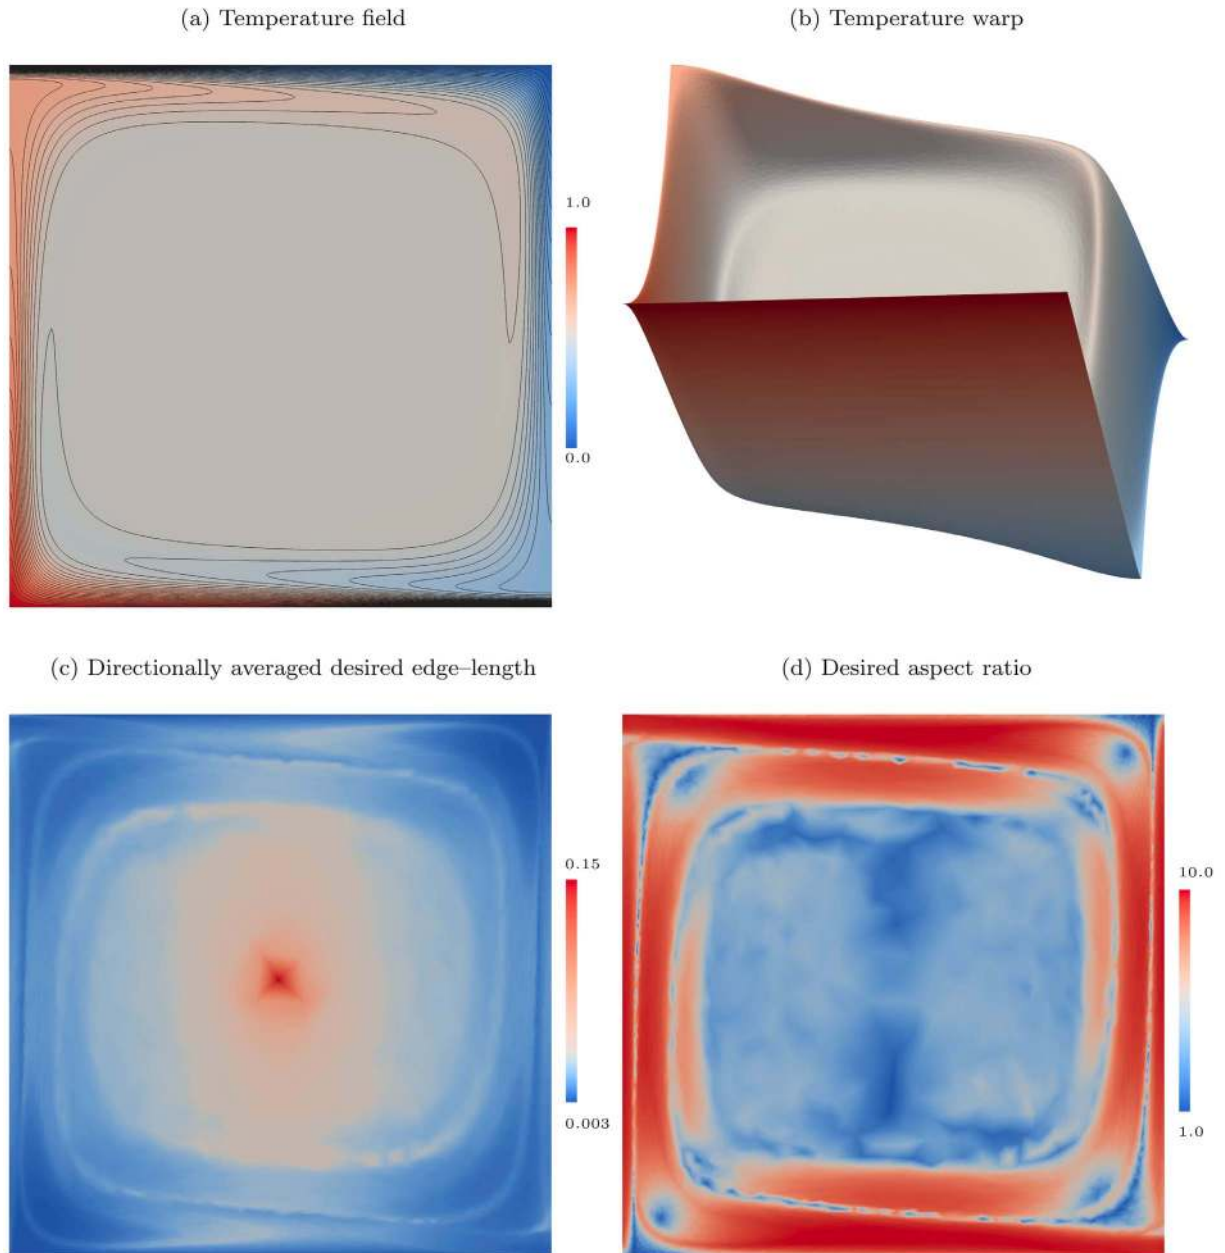 (a) Temperature field
(b) Temperature warp
1.0
0.0
(c) Directionally averaged desired edge–length
(d) Desired aspect ratio
0.15
0.003
10.0
1.0